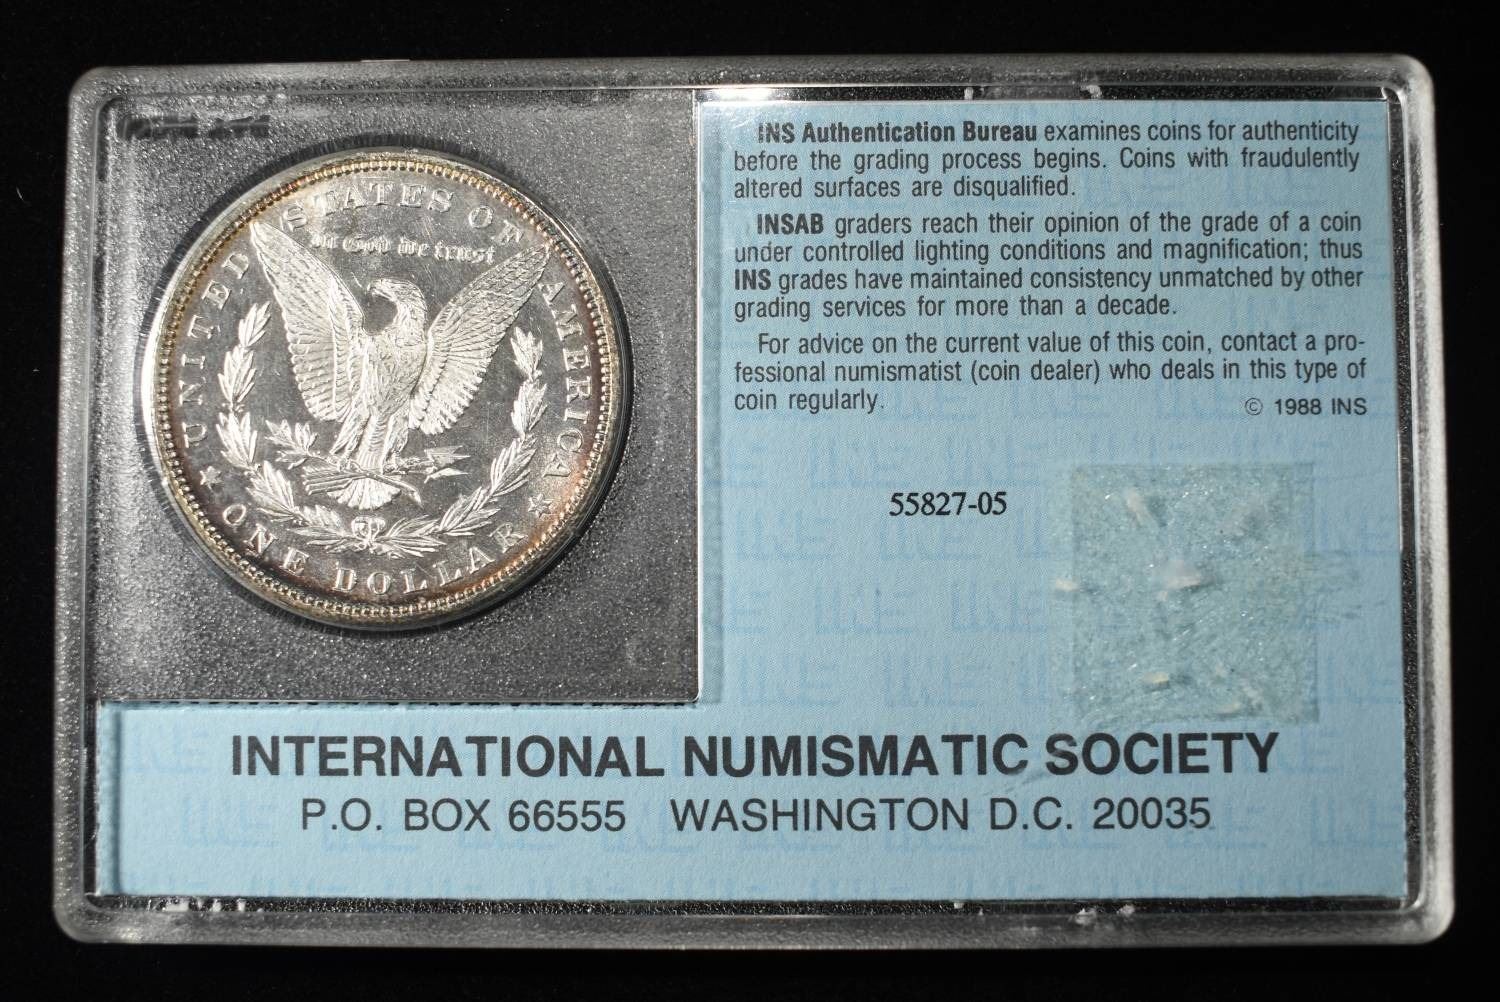 UNITED STATES OF AMERICA
In God we trust
ONE DOLLAR
INS Authentication Bureau examines coins for authenticity
before the grading process begins. Coins with fraudulently
altered surfaces are disqualified.
INSAB graders reach their opinion of the grade of a coin
under controlled lighting conditions and magnification; thus
INS grades have maintained consistency unmatched by other
grading services for more than a decade.
For advice on the current value of this coin, contact a pro-
fessional numismatist (coin dealer) who deals in this type of
coin regularly.
© 1988 INS
55827-05
INTERNATIONAL NUMISMATIC SOCIETY
P.O. BOX 66555 WASHINGTON D.C. 20035